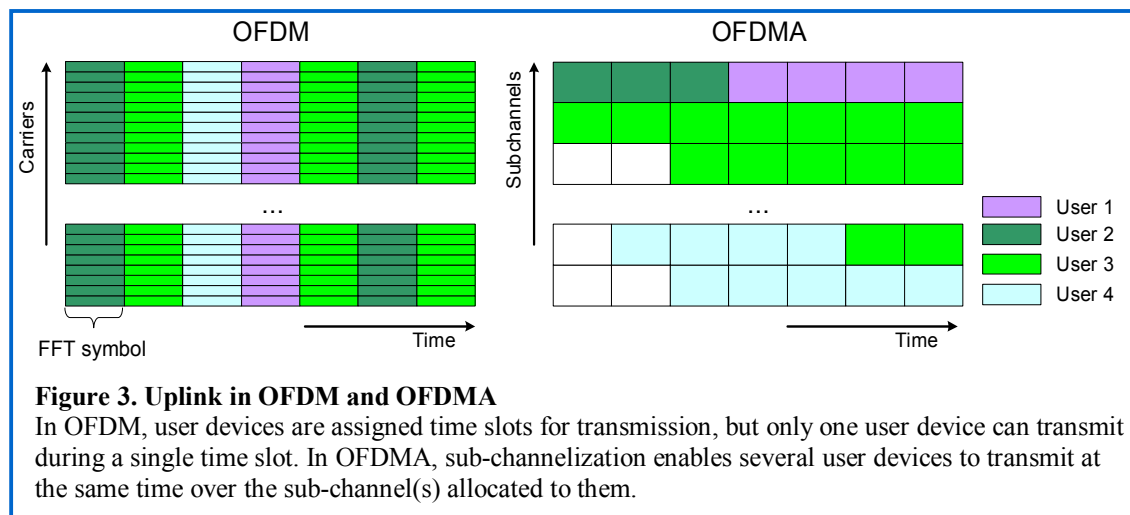 OFDM
OFDMA
Carriers
Subchannels
...
...
User 1
User 2
User 3
User 4
FFT symbol
Time
Time
Figure 3. Uplink in OFDM and OFDMA
In OFDM, user devices are assigned time slots for transmission, but only one user device can transmit
during a single time slot. In OFDMA, sub-channelization enables several user devices to transmit at
the same time over the sub-channel(s) allocated to them.